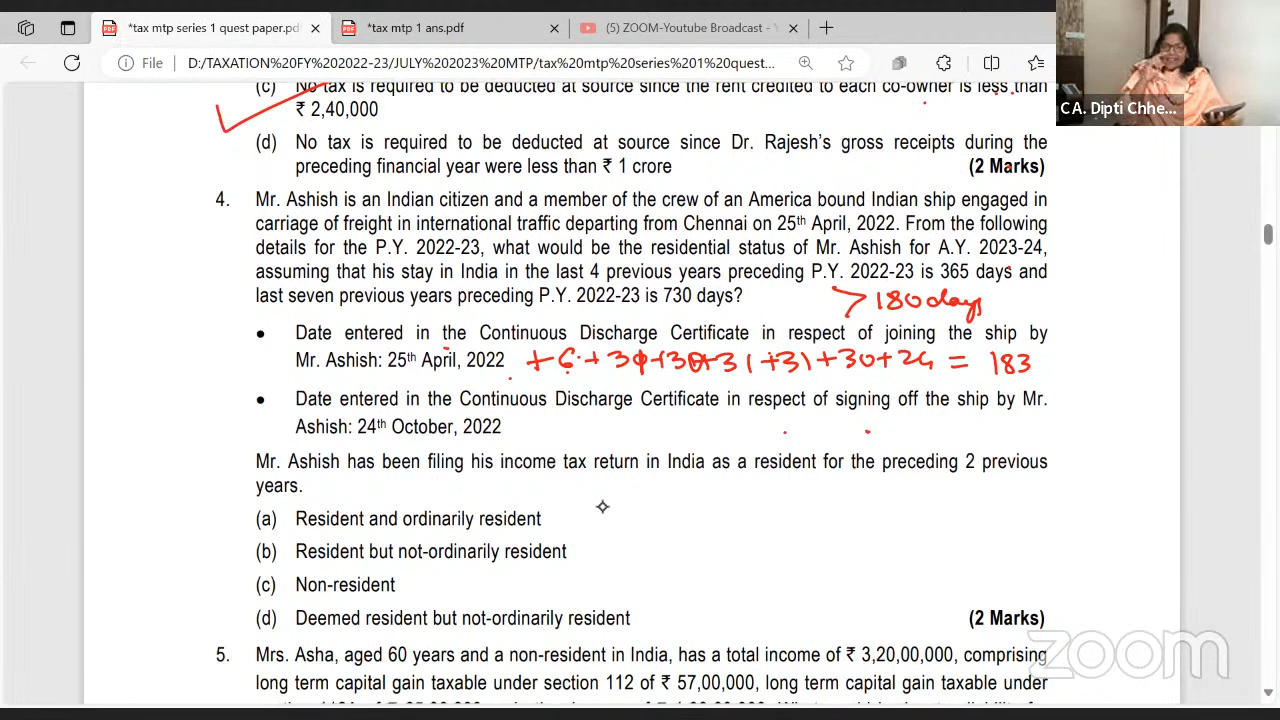 *tax mtp series 1 quest paper.pdf
*tax mtp 1 ans.pdf
(5) ZOOM-Youtube Broadcast - Y
File
D:/TAXATION%20FY%202022-23/JULY%202023%20MTP/tax%20mtp%20series%201%20quest...
CA. Dipti Chhe...
(c) No tax is required to be deducted at source since the rent credited to each co-owner is less than
₹ 2,40,000
(d) No tax is required to be deducted at source since Dr. Rajesh's gross receipts during the
preceding financial year were less than ₹ 1 crore (2 Marks)
4. Mr. Ashish is an Indian citizen and a member of the crew of an America bound Indian ship engaged in
carriage of freight in international traffic departing from Chennai on 25th April, 2022. From the following
details for the P.Y. 2022-23, what would be the residential status of Mr. Ashish for A.Y. 2023-24,
assuming that his stay in India in the last 4 previous years preceding P.Y. 2022-23 is 365 days and
last seven previous years preceding P.Y. 2022-23 is 730 days?
> 180 days
• Date entered in the Continuous Discharge Certificate in respect of joining the ship by
Mr. Ashish: 25th April, 2022 + 6 + 31 + 30 + 31 + 31 + 30 + 24 = 183
• Date entered in the Continuous Discharge Certificate in respect of signing off the ship by Mr.
Ashish: 24th October, 2022
Mr. Ashish has been filing his income tax return in India as a resident for the preceding 2 previous
years.
(a) Resident and ordinarily resident
(b) Resident but not-ordinarily resident
(c) Non-resident
(d) Deemed resident but not-ordinarily resident (2 Marks)
5. Mrs. Asha, aged 60 years and a non-resident in India, has a total income of ₹ 3,20,00,000, comprising
long term capital gain taxable under section 112 of ₹ 57,00,000, long term capital gain taxable under
zoom